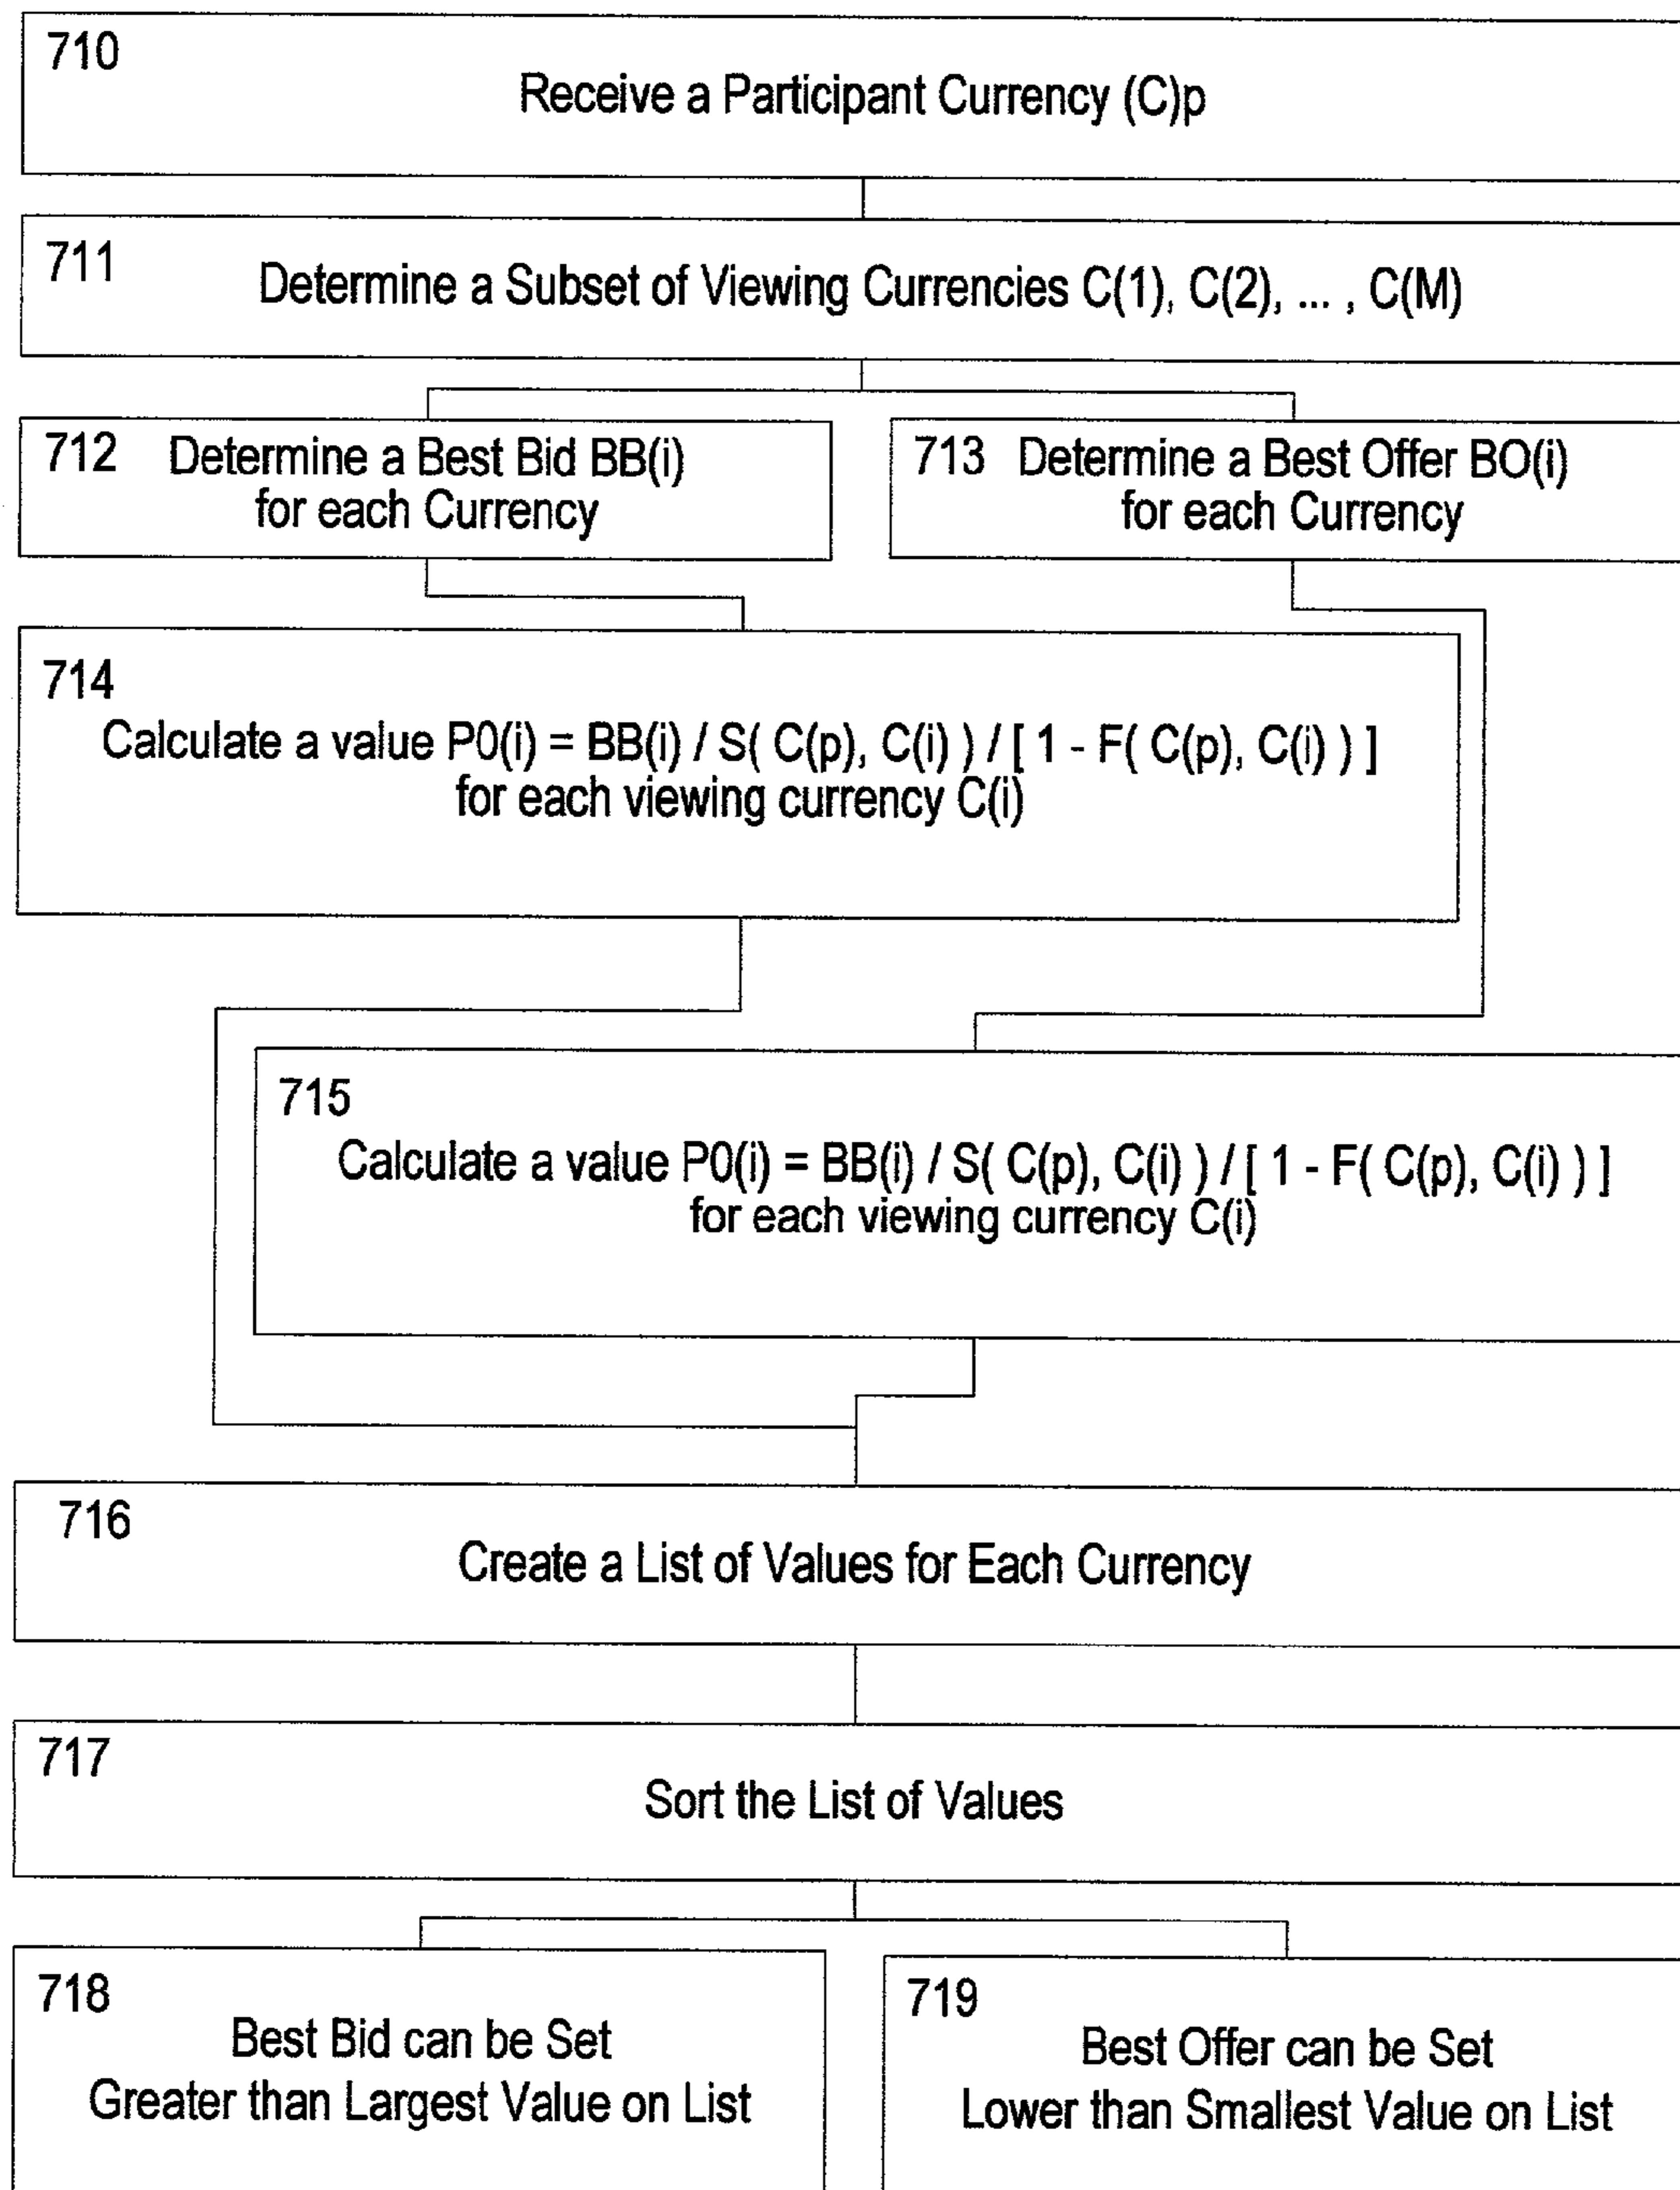 710
Receive a Participant Currency (C)p
711 Determine a Subset of Viewing Currencies C(1), C(2), ... , C(M)
712 Determine a Best Bid BB(i)
for each Currency
713 Determine a Best Offer BO(i)
for each Currency
714
Calculate a value P0(i) = BB(i) / S( C(p), C(i) ) / [ 1 - F( C(p), C(i) ) ]
for each viewing currency C(i)
715
Calculate a value P0(i) = BB(i) / S( C(p), C(i) ) / [ 1 - F( C(p), C(i) ) ]
for each viewing currency C(i)
716
Create a List of Values for Each Currency
717
Sort the List of Values
718
Best Bid can be Set
Greater than Largest Value on List
719
Best Offer can be Set
Lower than Smallest Value on List